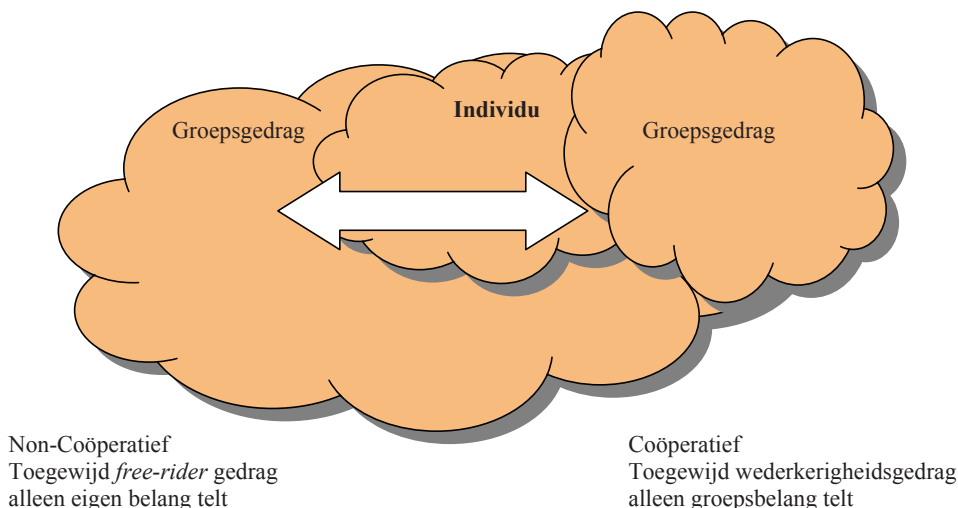 Individu
Groepsgedrag
Groepsgedrag
Non-Coöperatief
Toegewijd free-rider gedrag
alleen eigen belang telt
Coöperatief
Toegewijd wederkerigheidsgedrag
alleen groepsbelang telt